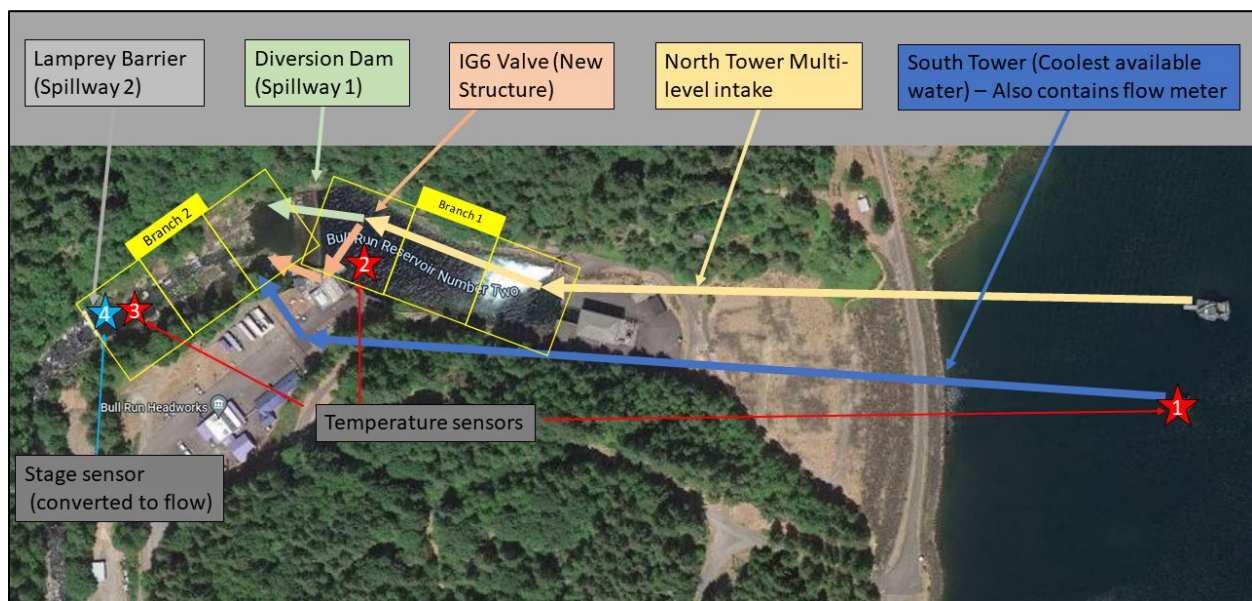 Lamprey Barrier
(Spillway 2)
Diversion Dam
(Spillway 1)
IG6 Valve (New
Structure)
North Tower Multi-
level intake
South Tower (Coolest available
water) – Also contains flow meter
Branch 2
Branch 1
Bull Run Reservoir Number Two
2
4
3
1
Bull Run Headworks
Temperature sensors
Stage sensor
(converted to flow)